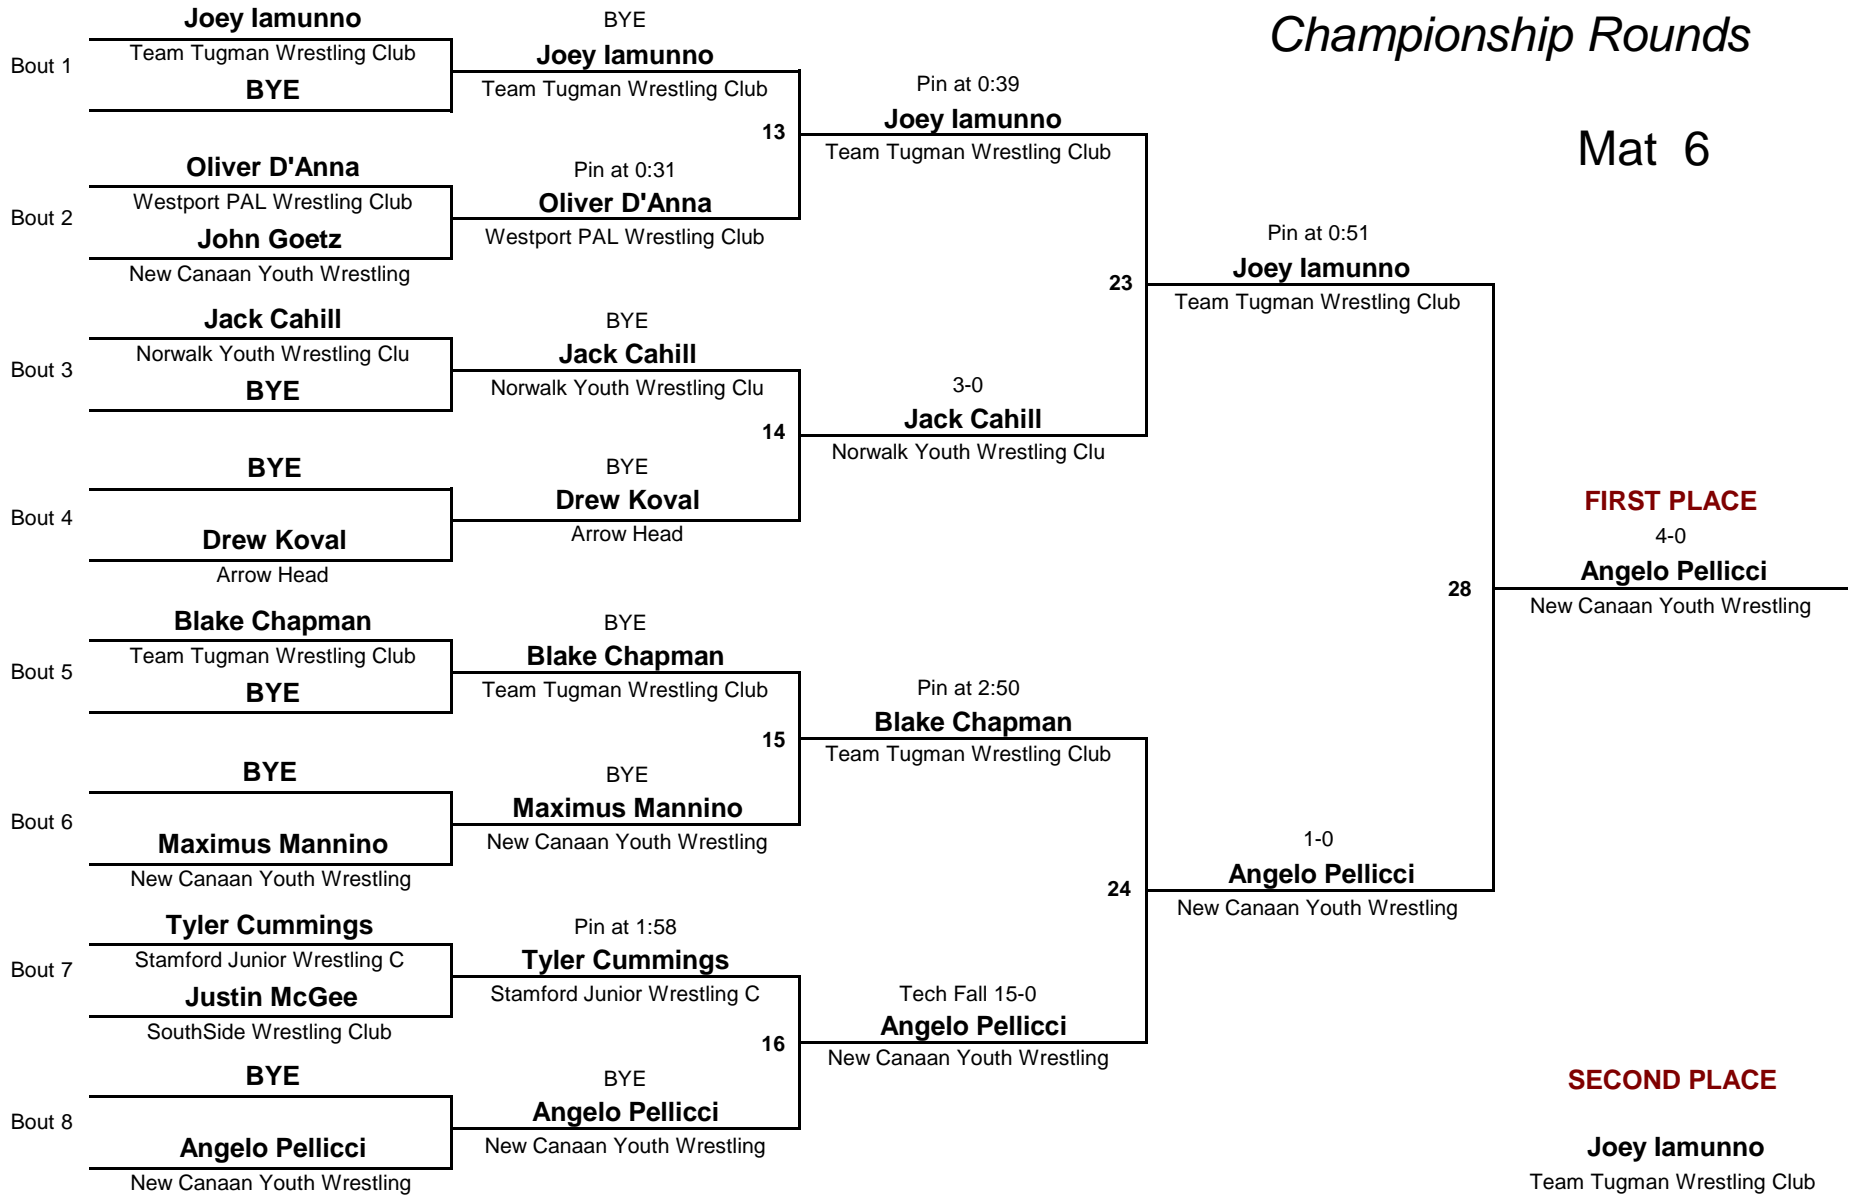 Championship Rounds
Mat 6
Joey Iamunno
Team Tugman Wrestling Club
Bout 1
BYE
Oliver D'Anna
Westport PAL Wrestling Club
Bout 2
John Goetz
New Canaan Youth Wrestling
Jack Cahill
Norwalk Youth Wrestling Clu
Bout 3
BYE
BYE
Bout 4
Drew Koval
Arrow Head
Blake Chapman
Team Tugman Wrestling Club
Bout 5
BYE
BYE
Bout 6
Maximus Mannino
New Canaan Youth Wrestling
Tyler Cummings
Stamford Junior Wrestling C
Bout 7
Justin McGee
SouthSide Wrestling Club
BYE
Bout 8
Angelo Pellicci
New Canaan Youth Wrestling
BYE
Joey Iamunno
Team Tugman Wrestling Club
13
Pin at 0:31
Oliver D'Anna
Westport PAL Wrestling Club
BYE
Jack Cahill
Norwalk Youth Wrestling Clu
14
BYE
Drew Koval
Arrow Head
BYE
Blake Chapman
Team Tugman Wrestling Club
15
BYE
Maximus Mannino
New Canaan Youth Wrestling
Pin at 1:58
Tyler Cummings
Stamford Junior Wrestling C
16
BYE
Angelo Pellicci
New Canaan Youth Wrestling
Pin at 0:39
Joey Iamunno
Team Tugman Wrestling Club
23
3-0
Jack Cahill
Norwalk Youth Wrestling Clu
Pin at 2:50
Blake Chapman
Team Tugman Wrestling Club
24
Tech Fall 15-0
Angelo Pellicci
New Canaan Youth Wrestling
Pin at 0:51
Joey Iamunno
Team Tugman Wrestling Club
28
1-0
Angelo Pellicci
New Canaan Youth Wrestling
FIRST PLACE
4-0
Angelo Pellicci
New Canaan Youth Wrestling
SECOND PLACE
Joey Iamunno
Team Tugman Wrestling Club